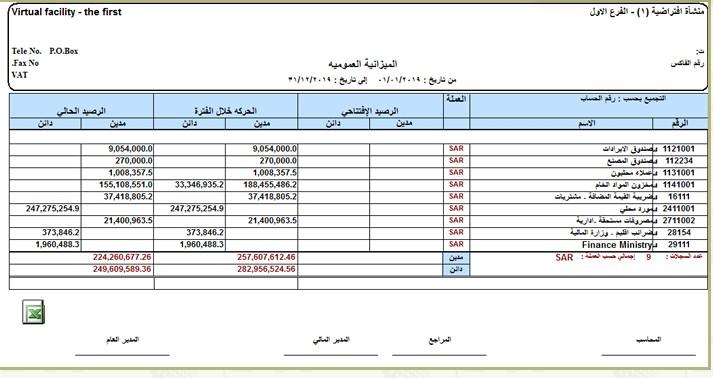 منشأة افتراضية (١) - الفرع الاول Virtual facility - the first
ت: Tele No. P.O.Box
رقم الفاكس .Fax No
VAT
الميزانية العموميه
من تاريخ : ٠١/٠١/٢٠١٩ إلى تاريخ : ٣١/١٢/٢٠١٩
التجميع بحسب : رقم الحساب العملة الرصيد الإفتتاحي الحركه خلال الفترة الرصيد الحالي
الرقم الاسم مدين دائن مدين دائن مدين دائن
1121001 صندوق الايرادات SAR 9,054,000.0 9,054,000.0
112234 صندوق المصنع SAR 270,000.0 270,000.0
1131001 عملاء محليون SAR 1,008,357.5 1,008,357.5
1141001 مخزون المواد الخام SAR 188,455,486.2 33,346,935.2 155,108,551.0
16111 ضريبة القيمة المضافة - مشتريات SAR 37,418,805.2 37,418,805.2
2411001 مورد محلي SAR 247,275,254.9 247,275,254.9
2711002 مصروفات مستحقة -ادارية SAR 21,400,963.5 21,400,963.5
28154 ضرائب اقليم - وزارة المالية SAR 373,846.2 373,846.2
29111 Finance Ministry SAR 1,960,488.3 1,960,488.3
عدد السجلات : 9 إجمالي حسب العملة : SAR مدين 257,607,612.46 224,260,677.26
دائن 282,956,524.56 249,609,589.36
المحاسب المراجع المدير المالي المدير العام